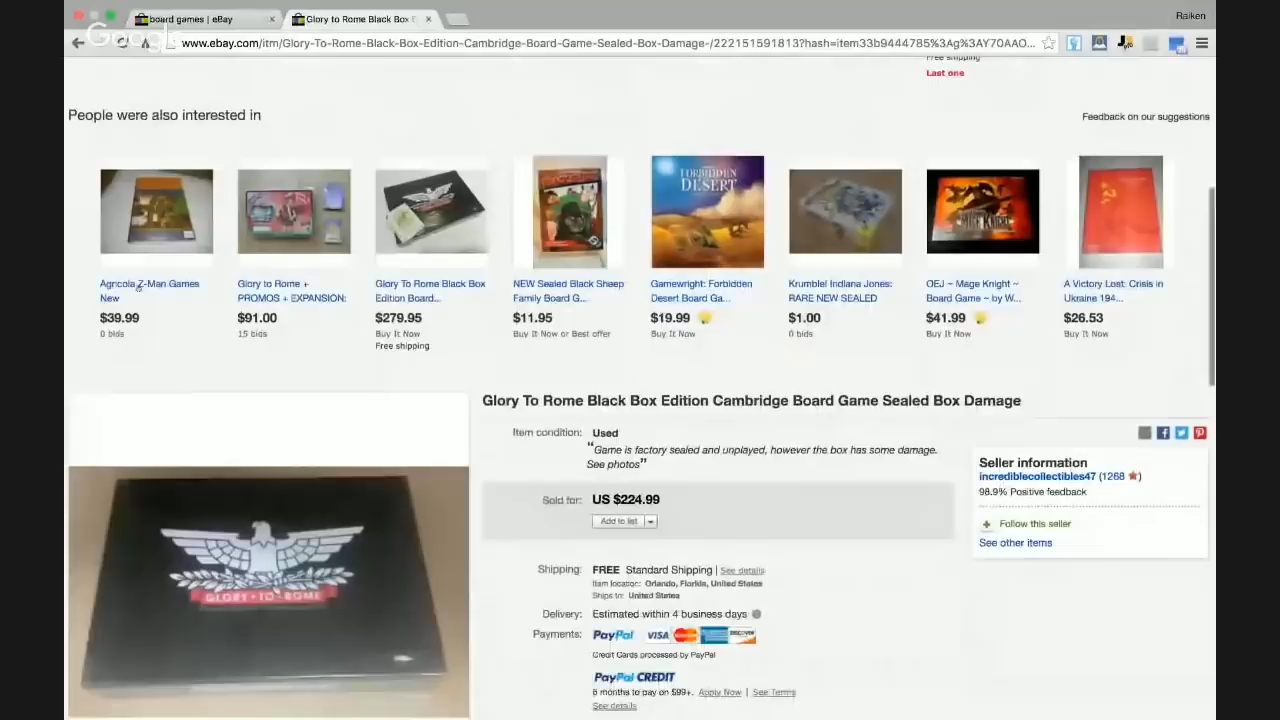 board games | eBay
Glory to Rome Black Box E
Raiken
Google
www.ebay.com/itm/Glory-To-Rome-Black-Box-Edition-Cambridge-Board-Game-Sealed-Box-Damage-/222151591813?hash=item33b9444785%3Ag%3AY70AAO...
Free shipping
Last one
People were also interested in
Feedback on our suggestions
FORBIDDEN
DESERT
Agricola Z-Man Games
New
$39.99
0 bids
Glory to Rome +
PROMOS + EXPANSION:
$91.00
15 bids
Glory To Rome Black Box
Edition Board...
$279.95
Buy It Now
Free shipping
NEW Sealed Black Sheep
Family Board G...
$11.95
Buy It Now or Best offer
Gamewright: Forbidden
Desert Board Ga...
$19.99
Buy It Now
Krumble! Indiana Jones:
RARE NEW SEALED
$1.00
0 bids
OEJ ~ Mage Knight ~
Board Game ~ by W...
$41.99
Buy It Now
A Victory Lost: Crisis in
Ukraine 194...
$26.53
Buy It Now
Glory To Rome Black Box Edition Cambridge Board Game Sealed Box Damage
Item condition: Used
"Game is factory sealed and unplayed, however the box has some damage.
See photos"
Sold for: US $224.99
Add to list
Shipping: FREE Standard Shipping | See details
Item location: Orlando, Florida, United States
Ships to: United States
Delivery: Estimated within 4 business days
Payments: PayPal VISA MasterCard DISCOVER
Credit Cards processed by PayPal
PayPal CREDIT
6 months to pay on $99+. Apply Now | See Terms
See details
Seller information
incrediblecollectibles47 (1268 )
98.9% Positive feedback
Follow this seller
See other items
GLORY TO ROME